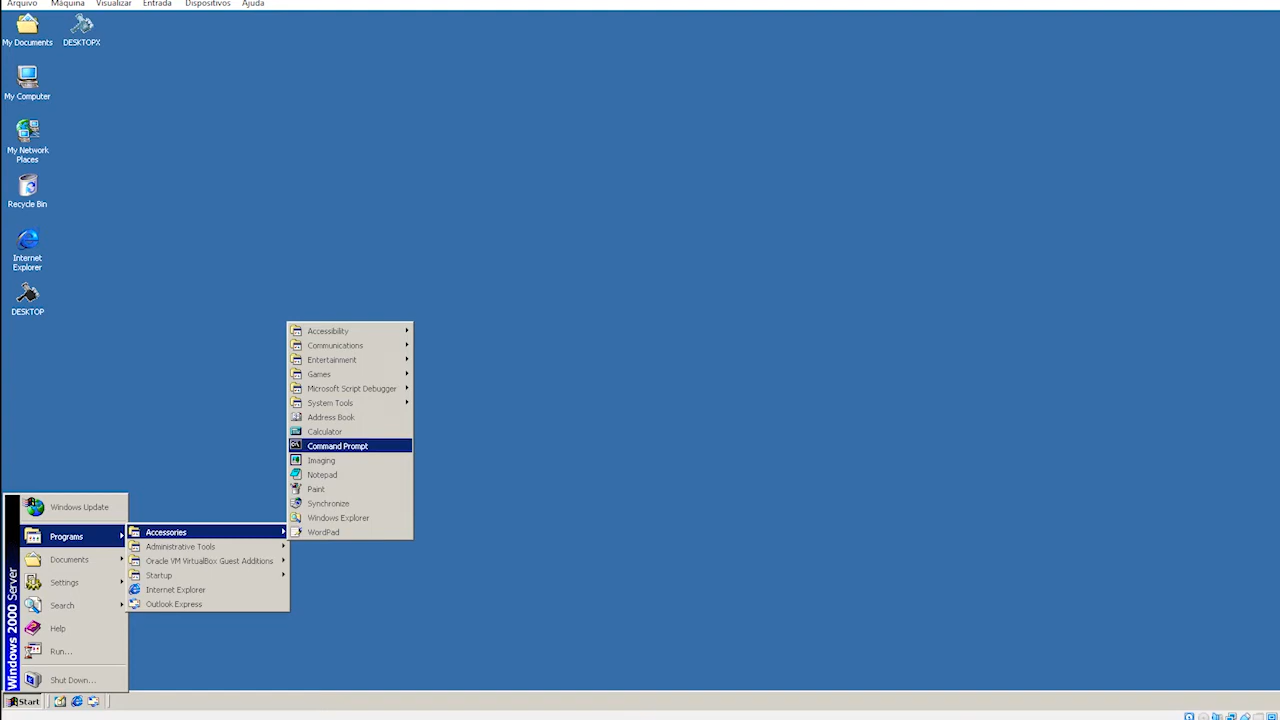 Arquivo Máquina Visualizar Entrada Dispositivos Ajuda
My Documents
DESKTOPX
My Computer
My Network
Places
Recycle Bin
Internet
Explorer
DESKTOP
Accessibility
Communications
Entertainment
Games
Microsoft Script Debugger
System Tools
Address Book
Calculator
Command Prompt
Imaging
Notepad
Paint
Synchronize
Windows Explorer
WordPad
Accessories
Administrative Tools
Oracle VM VirtualBox Guest Additions
Startup
Internet Explorer
Outlook Express
Windows Update
Programs
Documents
Settings
Search
Help
Run...
Shut Down...
Windows 2000 Server
Start